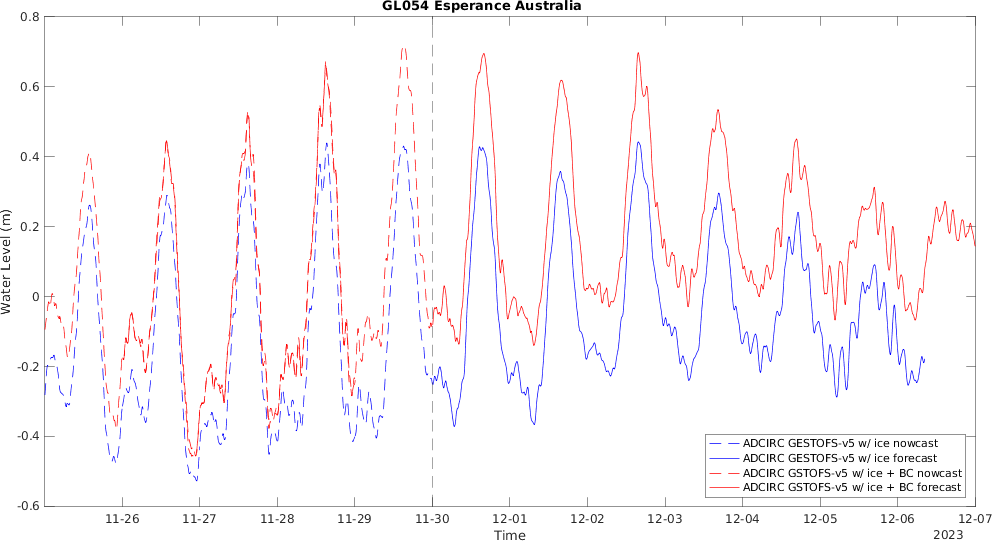 GL054 Esperance Australia
0.8
0.6
0.4
0.2
0
-0.2
-0.4
-0.6
Water Level (m)
11-26 11-27 11-28 11-29 11-30 12-01 12-02 12-03 12-04 12-05 12-06 12-07
Time
2023
ADCIRC GESTOFS-v5 w/ ice nowcast
ADCIRC GESTOFS-v5 w/ ice forecast
ADCIRC GSTOFS-v5 w/ ice + BC nowcast
ADCIRC GSTOFS-v5 w/ ice + BC forecast